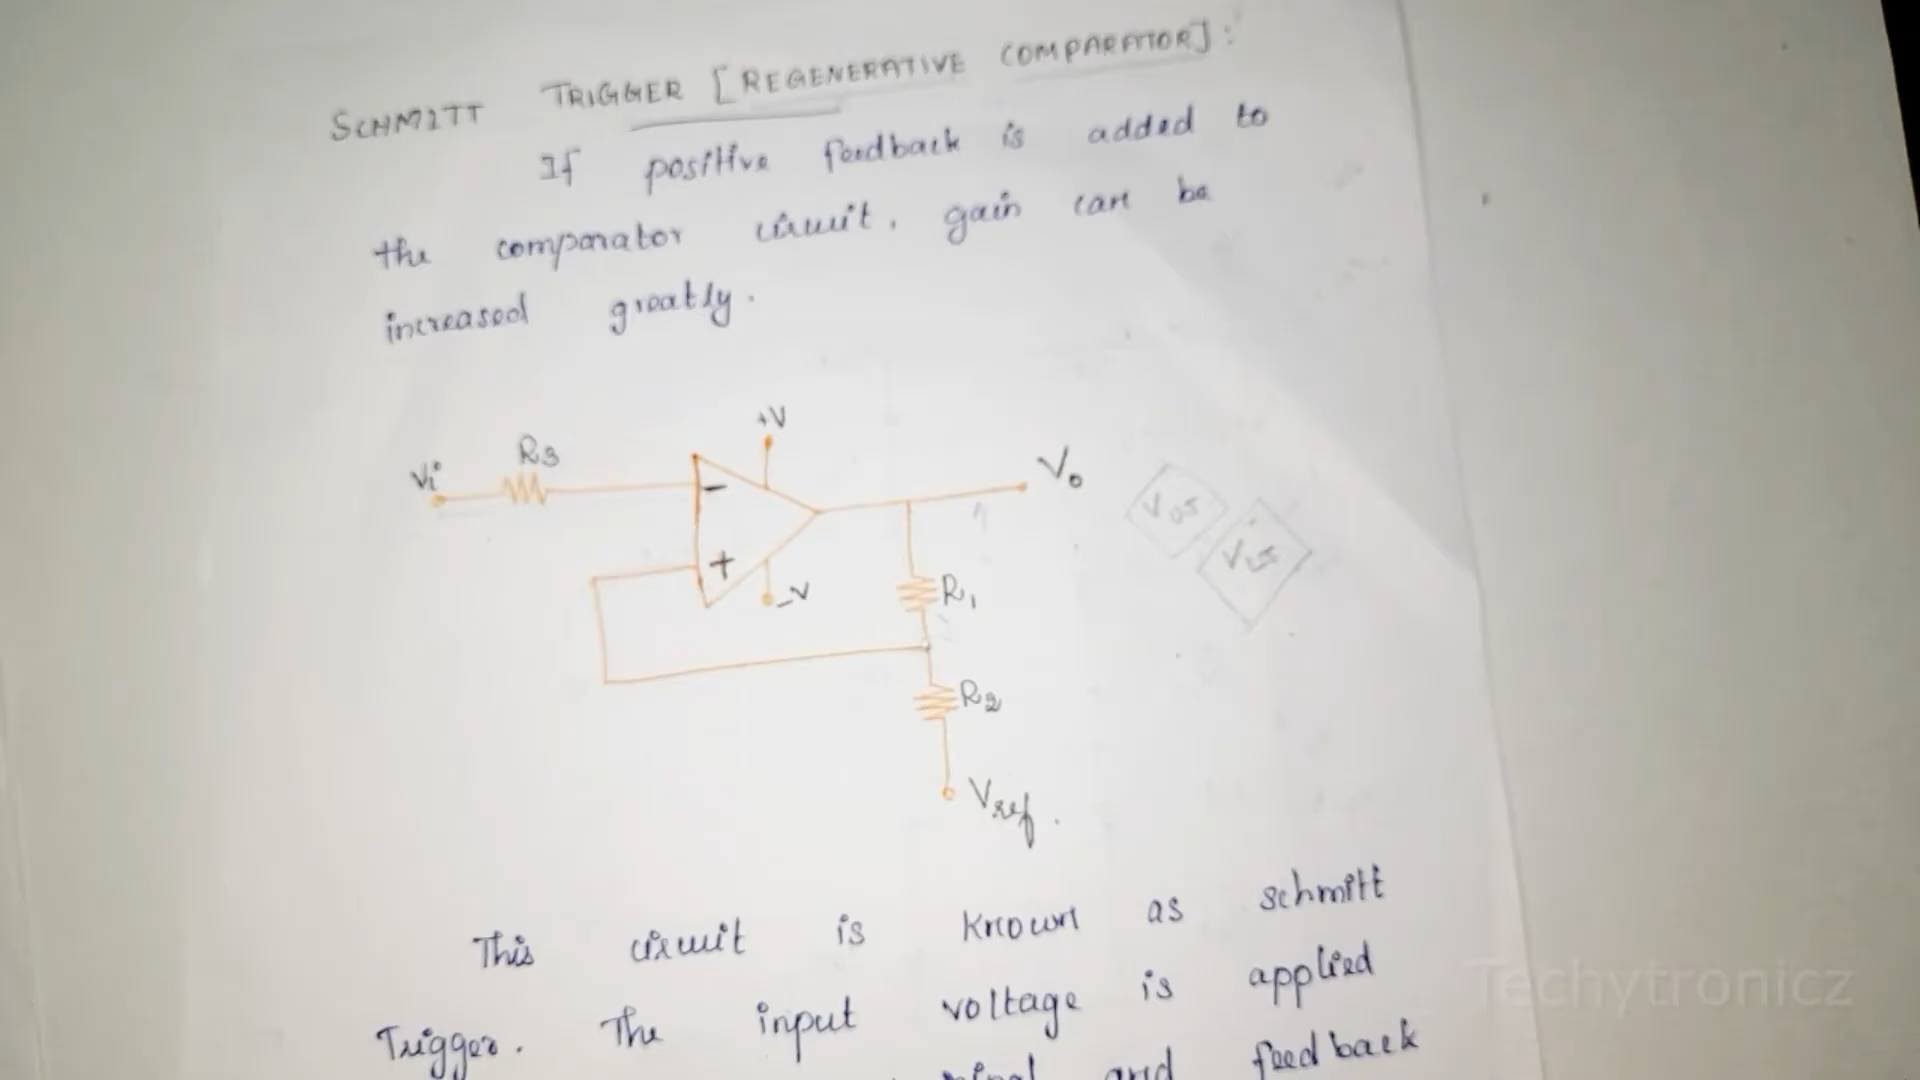 SCHMITT TRIGGER [REGENERATIVE COMPARATOR]:
If positive feedback is added to
the comparator circuit, gain can be
increased greatly.
+V
Vi
R3
-
V0
+
-V
R1
R2
Vref.
This circuit is known as schmitt
Trigger. The input voltage is applied
and feedback
Techytronicz